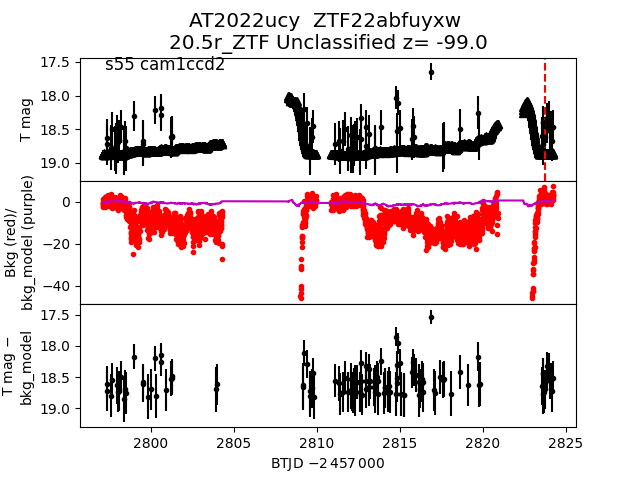 AT2022ucy  ZTF22abfuyxw
20.5r_ZTF Unclassified z= -99.0
s55 cam1ccd2
T mag
17.5
18.0
18.5
19.0
Bkg (red)/
bkg_model (purple)
0
−20
−40
T mag −
bkg_model
17.5
18.0
18.5
19.0
2800
2805
2810
2815
2820
2825
BTJD −2 457 000